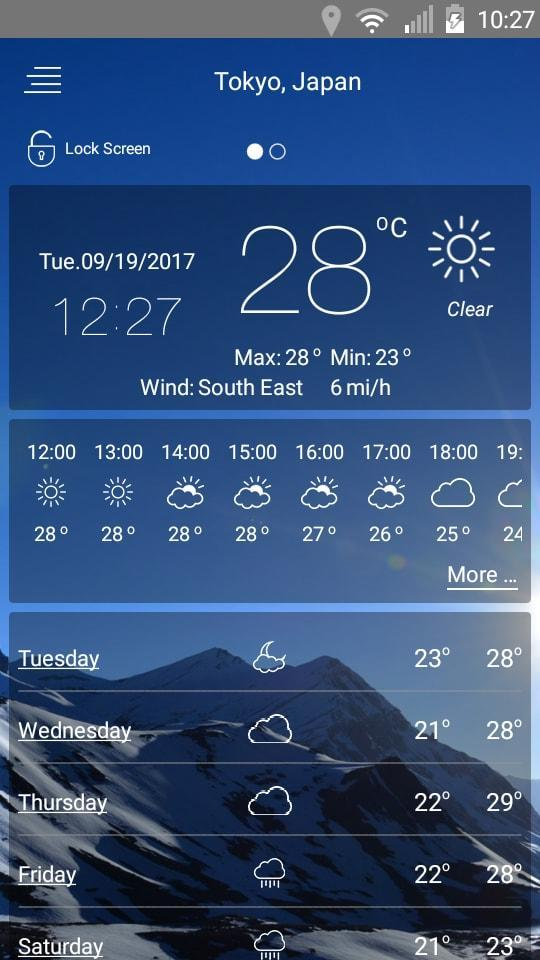 10:27
Tokyo, Japan
Lock Screen
Tue.09/19/2017
12:27
28 °C
Clear
Max: 28° Min: 23°
Wind: South East 6 mi/h
12:00 13:00 14:00 15:00 16:00 17:00 18:00 19:
28° 28° 28° 28° 27° 26° 25° 24
More ...
Tuesday 23° 28°
Wednesday 21° 28°
Thursday 22° 29°
Friday 22° 28°
Saturday 21° 23°